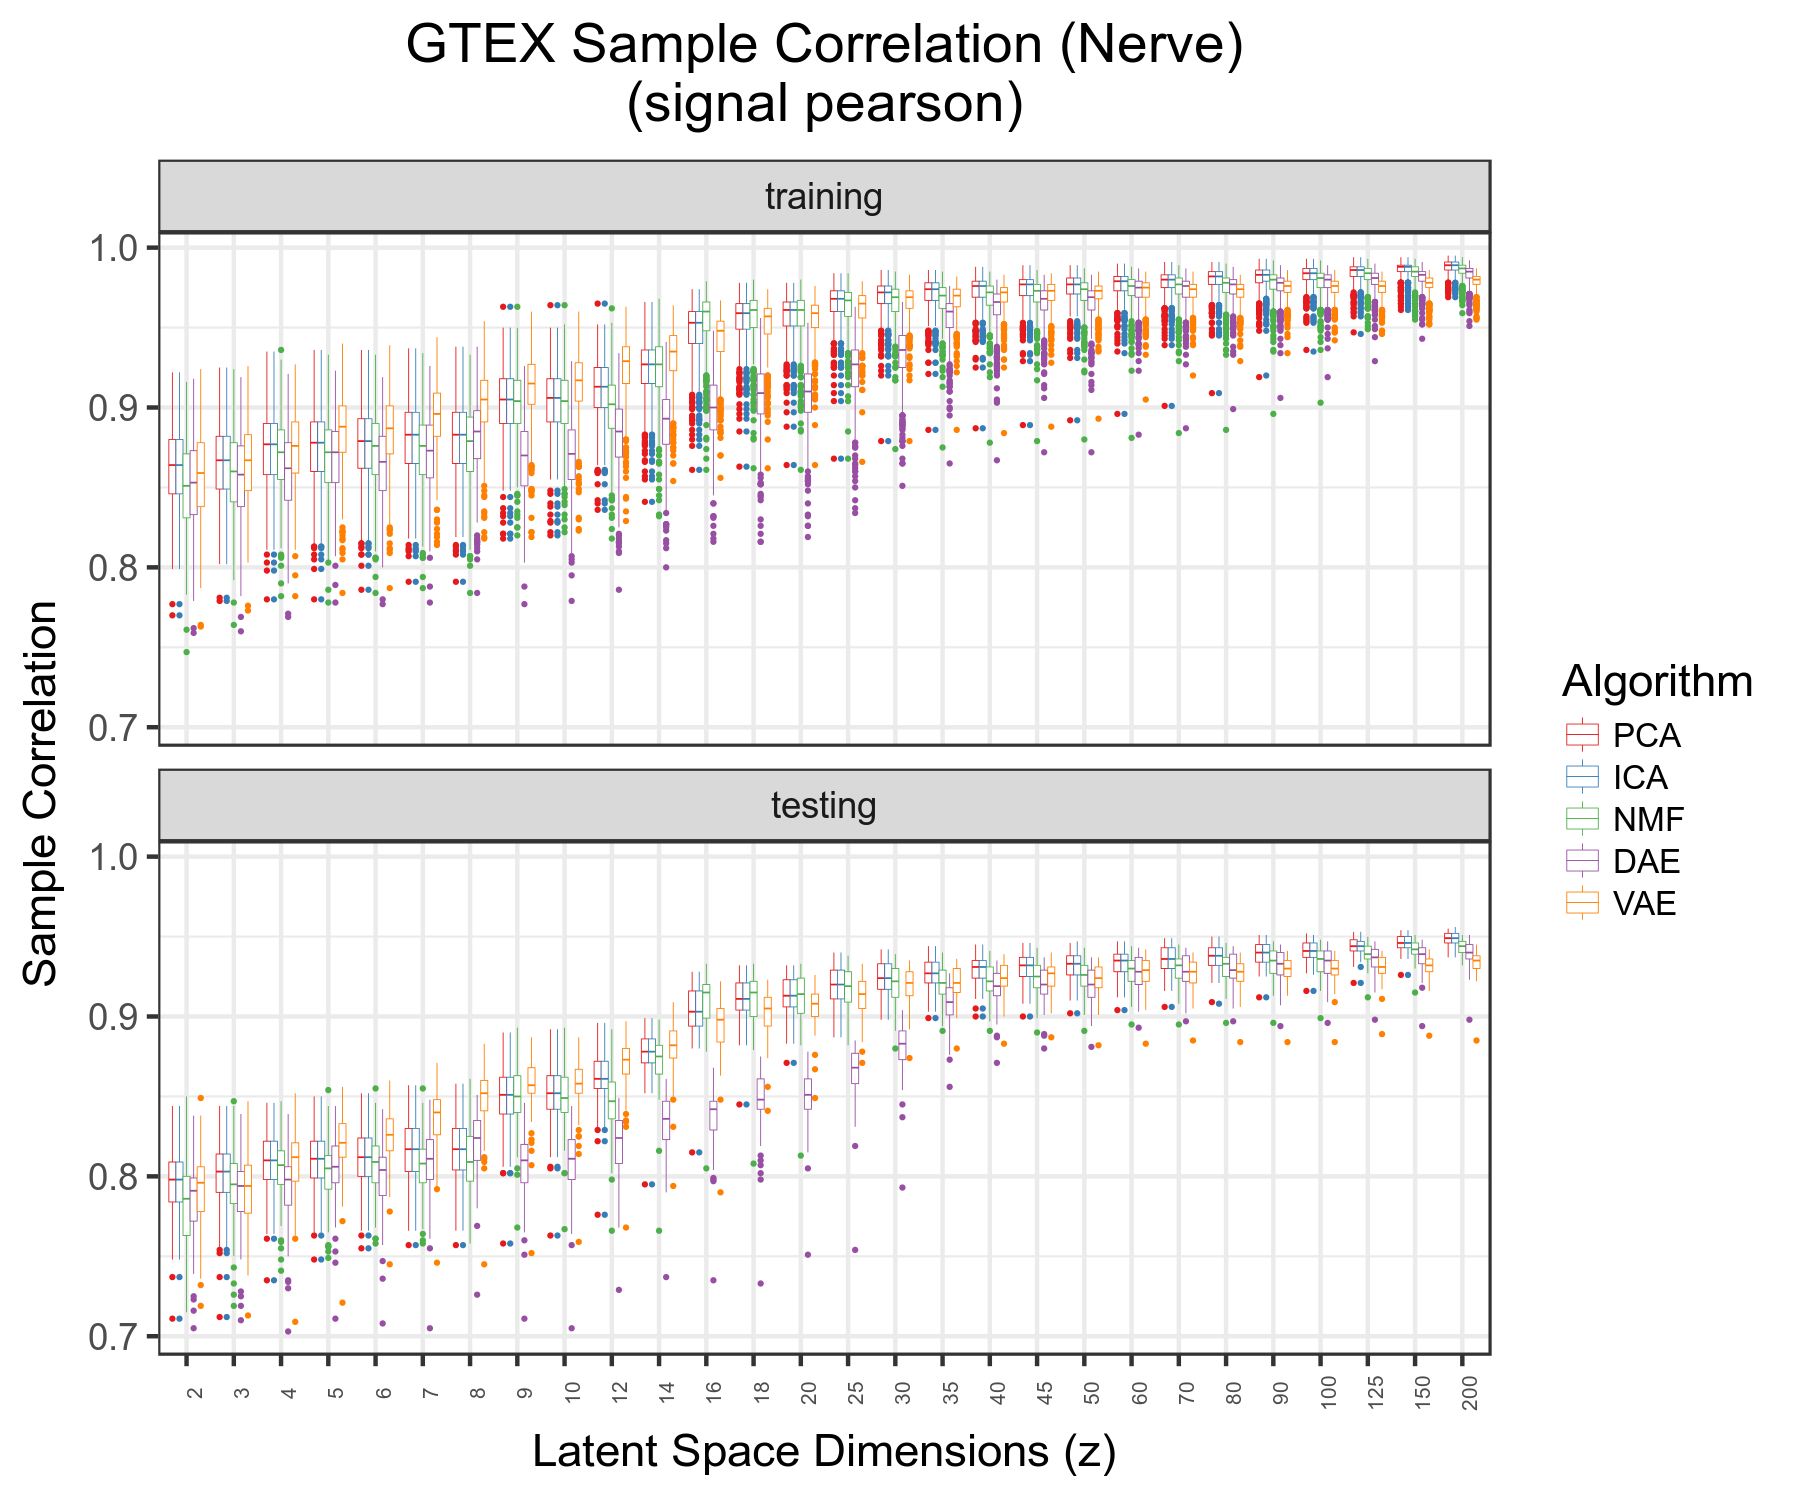 GTEX Sample Correlation (Nerve)
(signal pearson)
training
1.0
0.9
0.8
0.7
Sample Correlation
testing
1.0
0.9
0.8
0.7
2 3 4 5 6 7 8 9 10 12 14 16 18 20 25 30 35 40 45 50 60 70 80 90 100 125 150 200
Latent Space Dimensions (z)
Algorithm
PCA
ICA
NMF
DAE
VAE